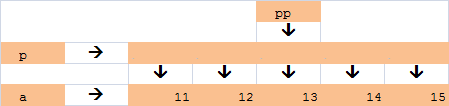 pp
🡫
p 🡪
🡫 🡫 🡫 🡫 🡫
a 🡪 11 12 13 14 15